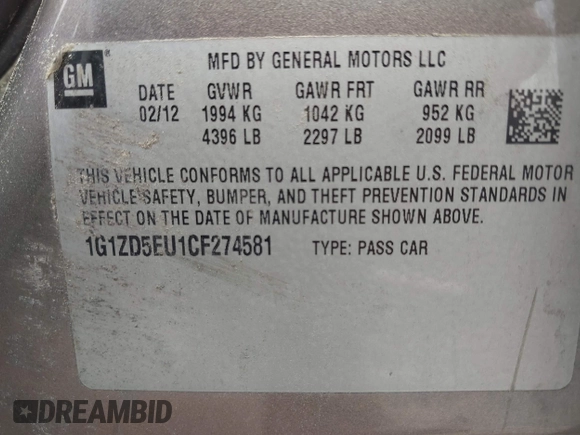 MFD BY GENERAL MOTORS LLC
GM ®
DATE GVWR GAWR FRT GAWR RR
02/12 1994 KG 1042 KG 952 KG
4396 LB 2297 LB 2099 LB
THIS VEHICLE CONFORMS TO ALL APPLICABLE U.S. FEDERAL MOTOR
VEHICLE SAFETY, BUMPER, AND THEFT PREVENTION STANDARDS IN
EFFECT ON THE DATE OF MANUFACTURE SHOWN ABOVE.
1G1ZD5EU1CF274581 TYPE: PASS CAR
DREAMBID